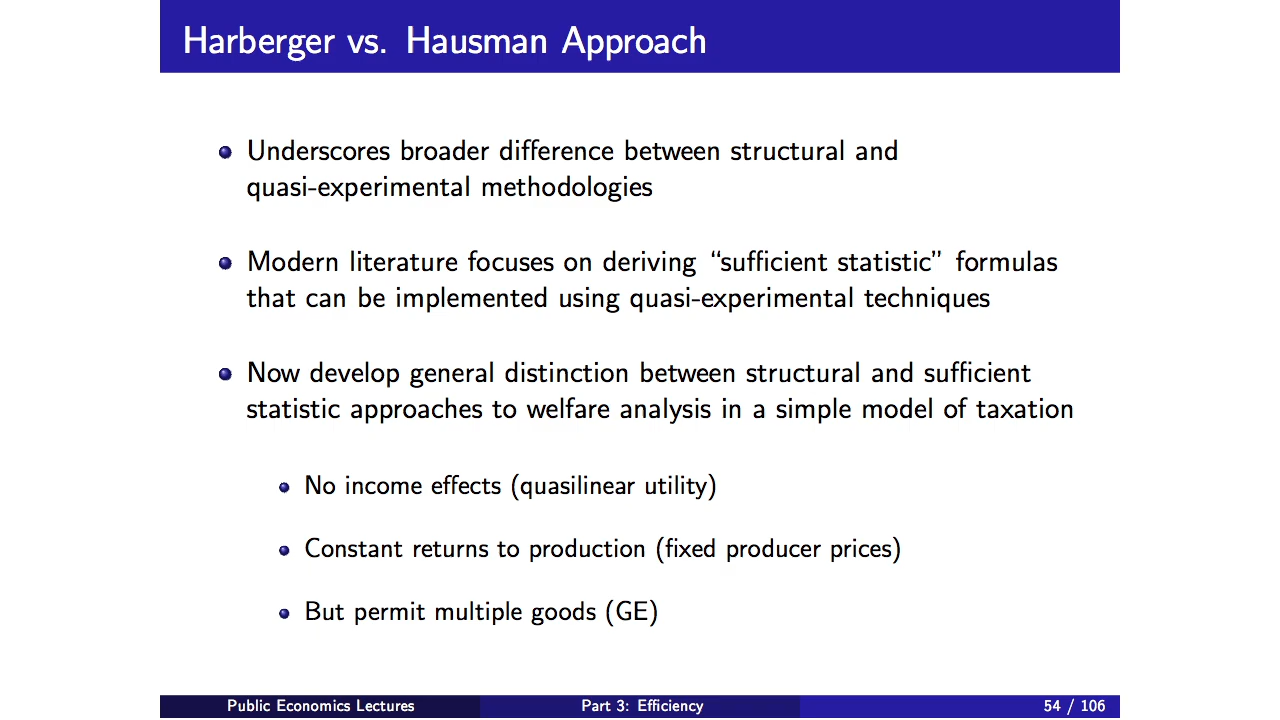 Harberger vs. Hausman Approach
Underscores broader difference between structural and
quasi-experimental methodologies
Modern literature focuses on deriving “sufficient statistic” formulas
that can be implemented using quasi-experimental techniques
Now develop general distinction between structural and sufficient
statistic approaches to welfare analysis in a simple model of taxation
No income effects (quasilinear utility)
Constant returns to production (fixed producer prices)
But permit multiple goods (GE)
Public Economics Lectures Part 3: Efficiency 54 / 106